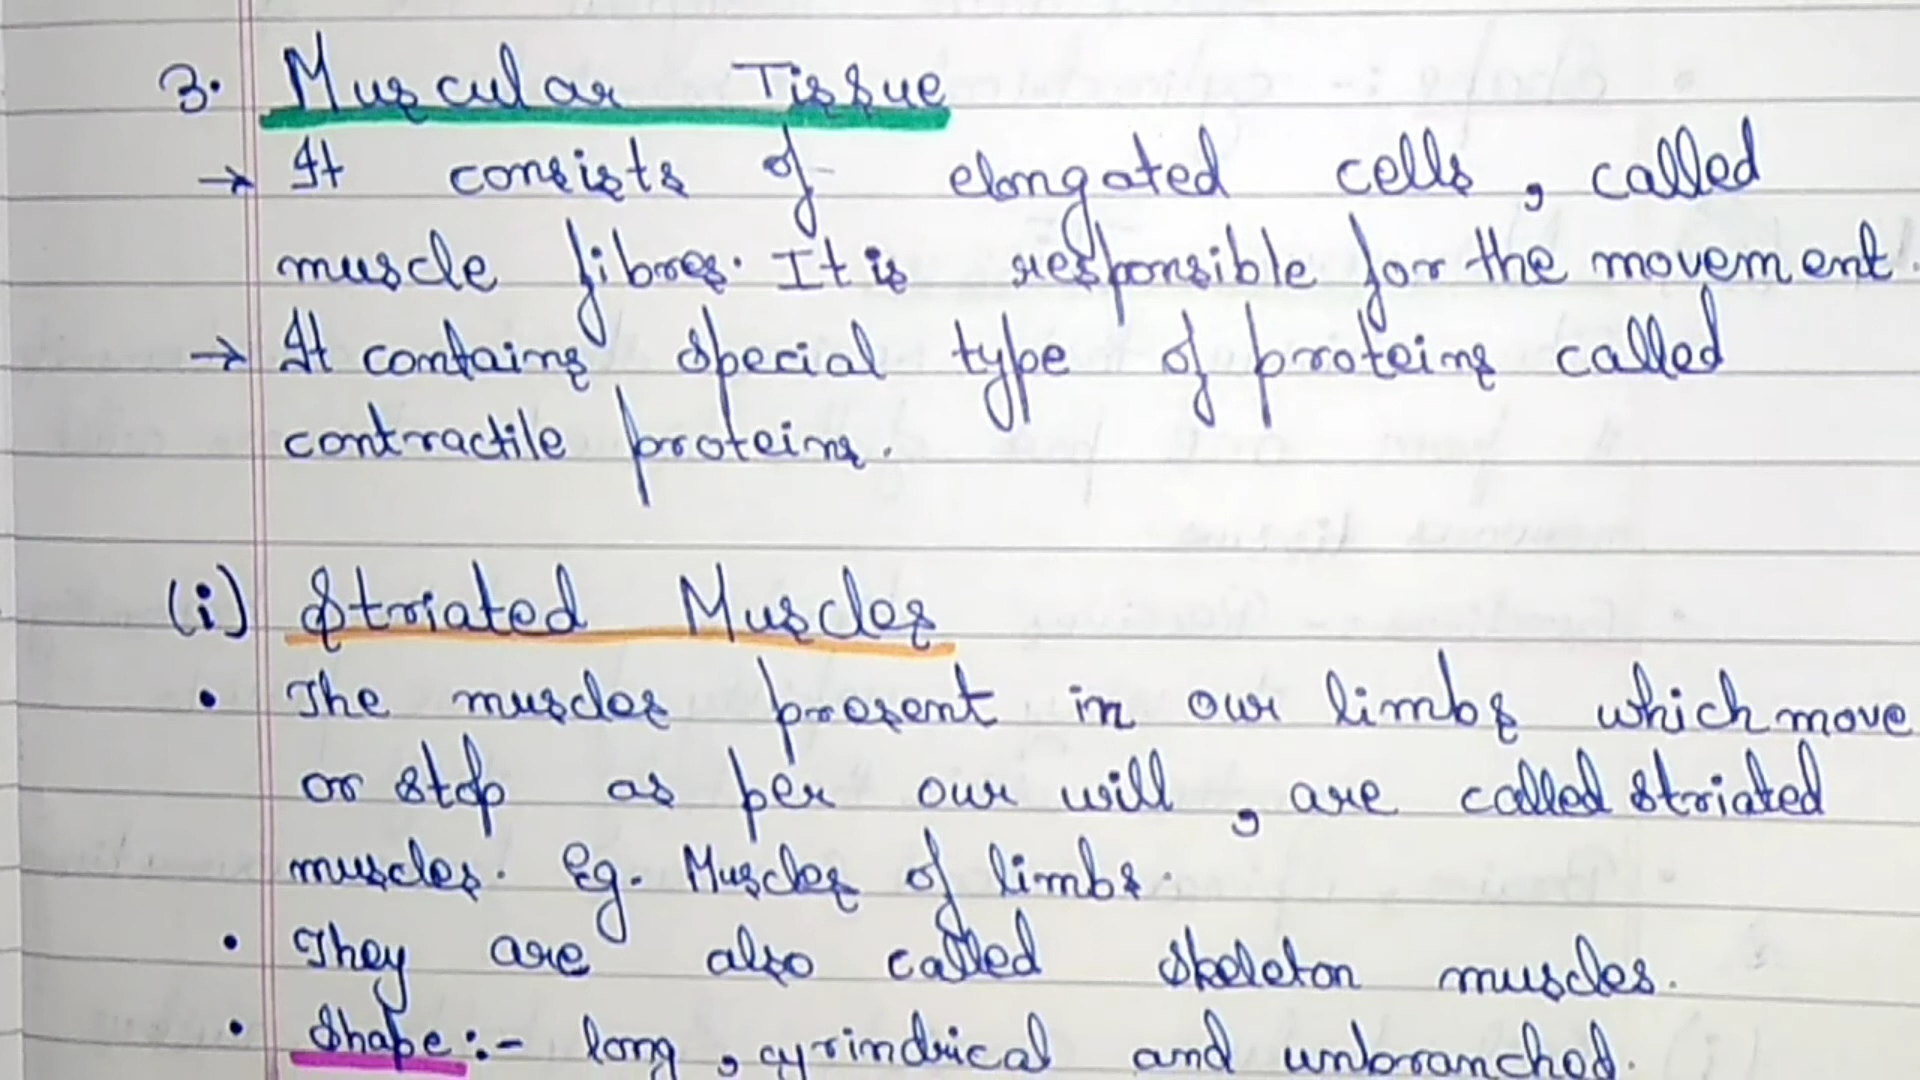 3. Muscular Tissue
→ It consists of elongated cells, called
muscle fibres. It is responsible for the movement.
→ It contains special type of proteins called
contractile proteins.
(i) Striated Muscles
• The muscles present in our limbs which move
or stop as per our will, are called striated
muscles. Eg. Muscles of limbs.
• They are also called skeleton muscles.
• Shape:- long, cyrindrical and unbranched.